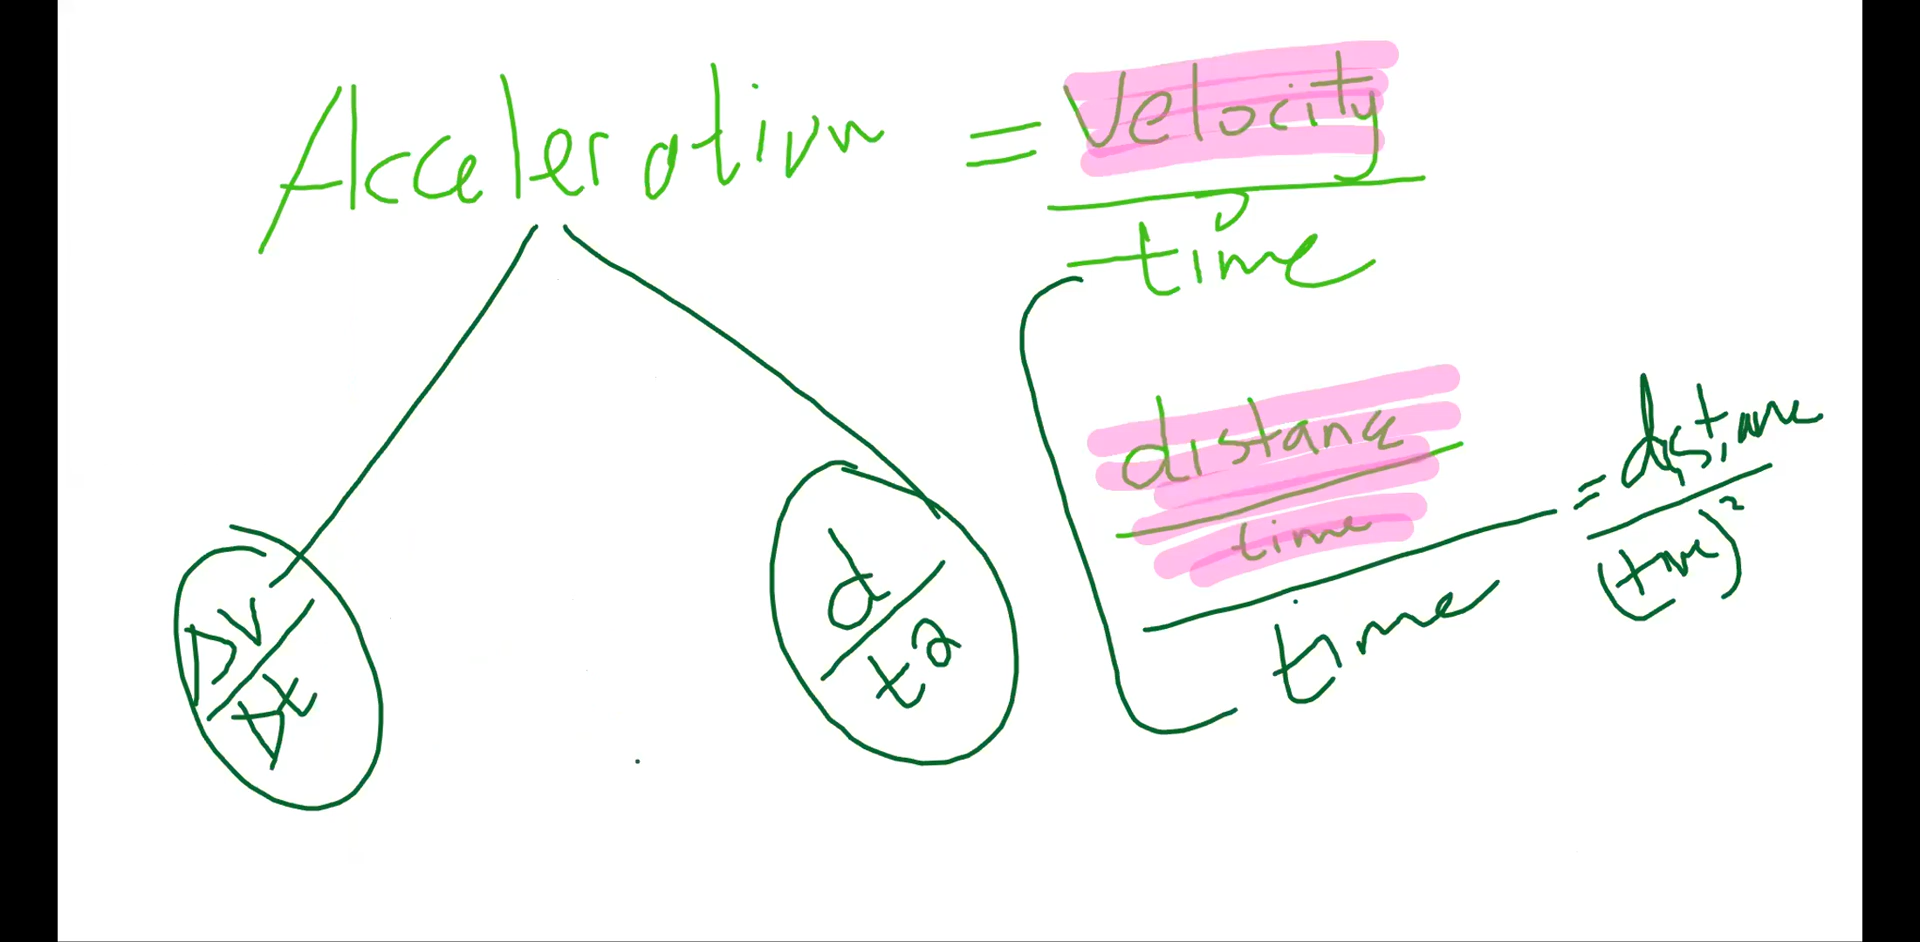 Acceleration = Velocity
time
distance
time
time
= distance
(time)²
ΔV
Δt
d
t2